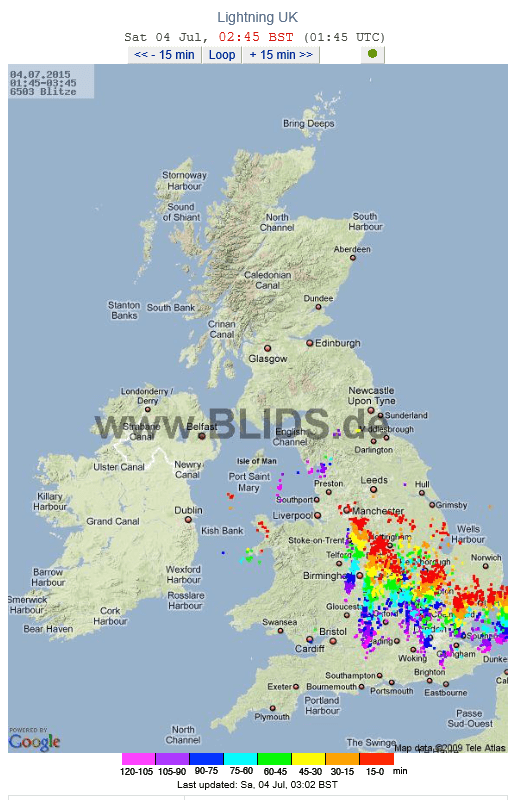 Lightning UK
Sat 04 Jul, 02:45 BST (01:45 UTC)
<< - 15 min Loop + 15 min >>
04.07.2015
01:45-03:45
6503 Blitze
Bring Deeps
Stornoway
Harbour
Sound
of Shiant
North
Channel
South
Harbour
Aberdeen
Caledonian
Canal
Stanton
Banks
South Bank
Dundee
Crinan
Canal
Edinburgh
Glasgow
Londonderry /
Derry
Newcastle
Upon Tyne
www.BLIDS.d
Sunderland
Strabane
Canal
Belfast
English
Channel
Middlesbrough
Darlington
Ulster Canal
Newry
Canal
Isle of Man
Port Saint
Mary
Leeds
Hull
Killary
Harbour
Preston
Southport
Grimsby
Grand Canal
Dublin
Kish Bank
Liverpool
Manchester
Wells
Harbour
Stoke-on-Trent
Nottingham
Telford
Norwich
Barrow
Harbour
Wexford
Harbour
Birmingham
Smerwick
Harbour
Cork
Harbour
Rosslare
Harbour
Bear Haven
Swansea
Bristol
Cardiff
Woking
Southampton
Brighton
Dunke
Exeter
Bournemouth
Portsmouth
Eastbourne
Portland
Harbour
Plymouth
North
Channel
Passe
Sud-Ouest
The Swinge
POWERED BY
Google
Map data ©2009 Tele Atlas
120-105 105-90 90-75 75-60 60-45 45-30 30-15 15-0 min
Last updated: Sa, 04 Jul, 03:02 BST